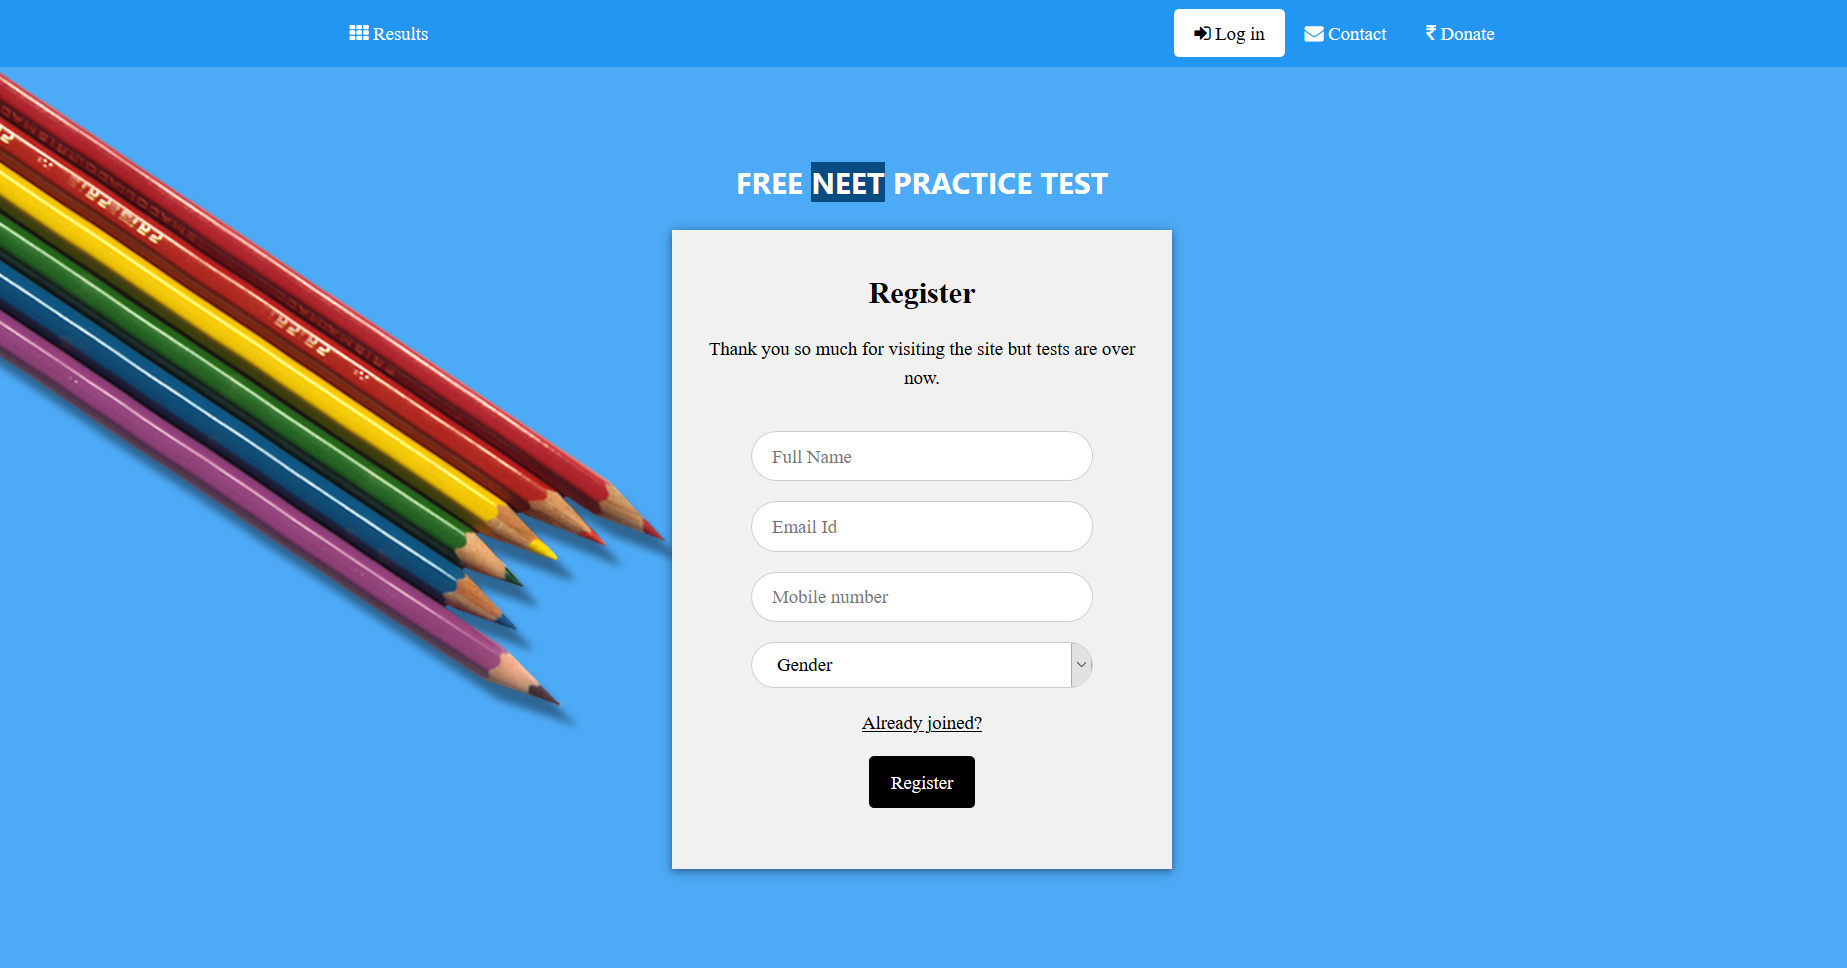 Results
Log in
Contact
Donate
FREE NEET PRACTICE TEST
Register
Thank you so much for visiting the site but tests are over
now.
Full Name
Email Id
Mobile number
Gender
Already joined?
Register